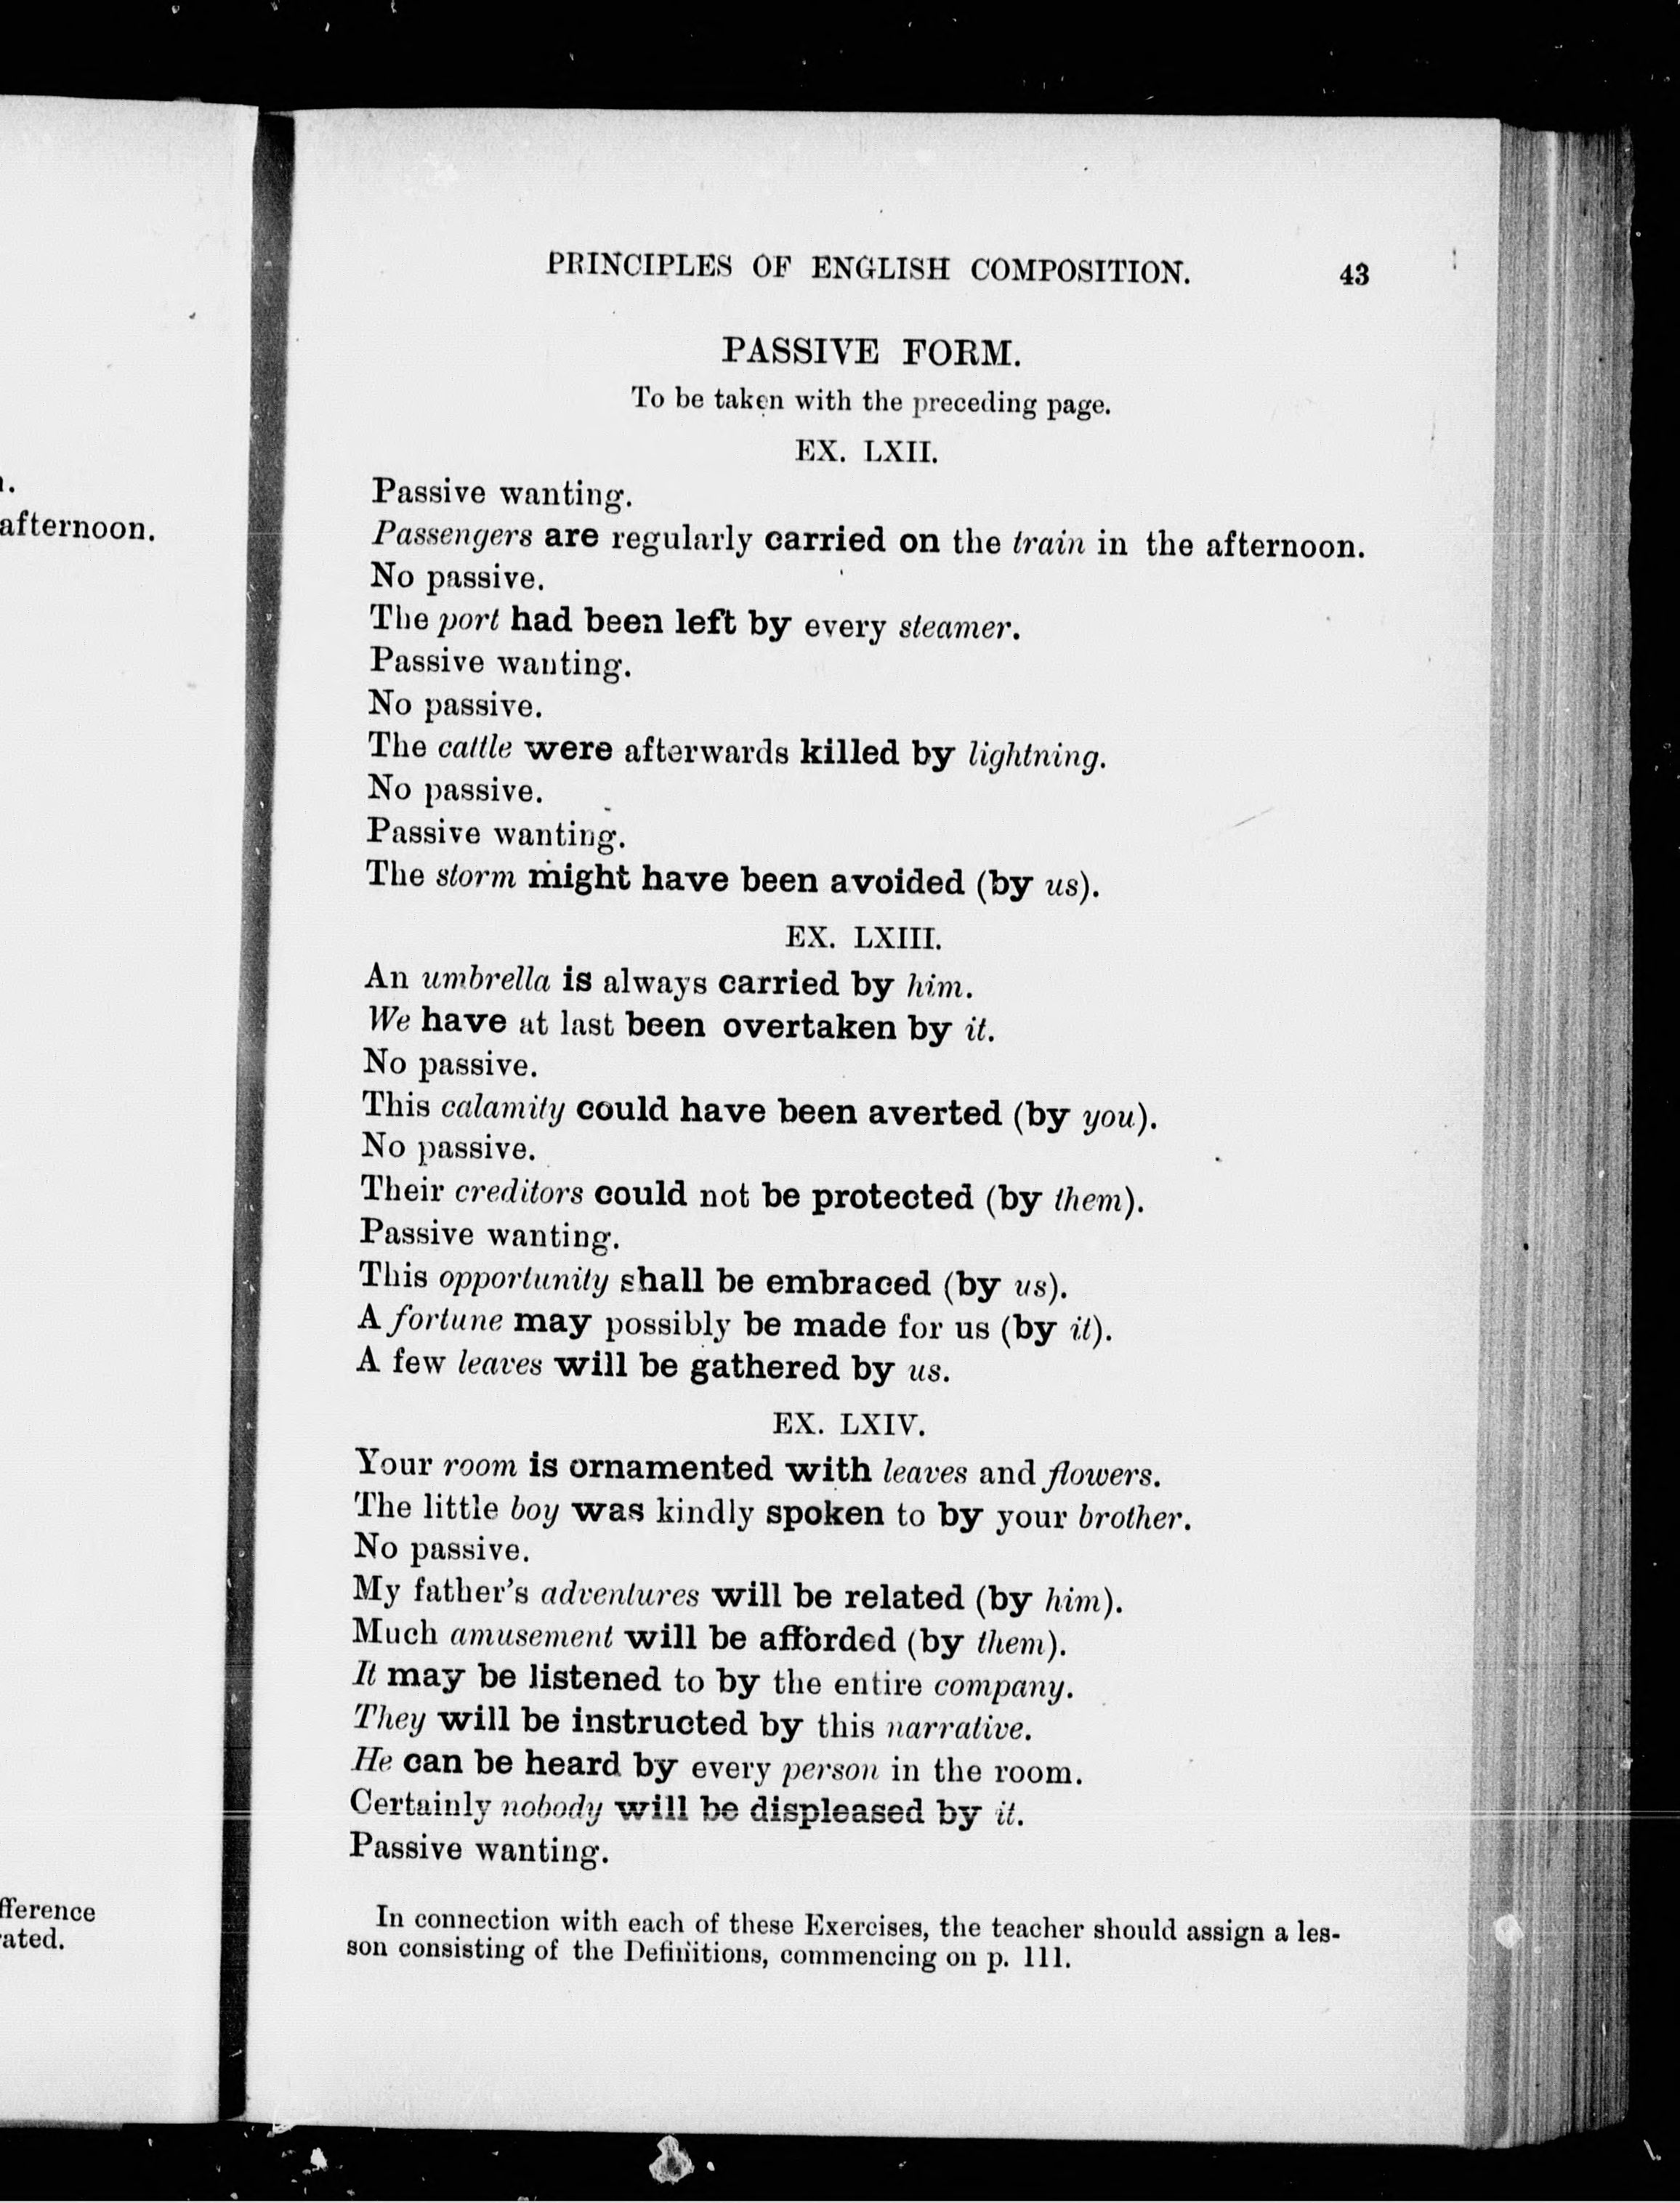 afternoon.
fference
ated.
PRINCIPLES OF ENGLISH COMPOSITION. 43
PASSIVE FORM.
To be taken with the preceding page.
EX. LXII.
Passive wanting.
Passengers are regularly carried on the train in the afternoon.
No passive.
The port had been left by every steamer.
Passive wanting.
No passive.
The cattle were afterwards killed by lightning.
No passive.
Passive wanting.
The storm might have been avoided (by us).
EX. LXIII.
An umbrella is always carried by him.
We have at last been overtaken by it.
No passive.
This calamity could have been averted (by you).
No passive.
Their creditors could not be protected (by them).
Passive wanting.
This opportunity shall be embraced (by us).
A fortune may possibly be made for us (by it).
A few leaves will be gathered by us.
EX. LXIV.
Your room is ornamented with leaves and flowers.
The little boy was kindly spoken to by your brother.
No passive.
My father's adventures will be related (by him).
Much amusement will be afforded (by them).
It may be listened to by the entire company.
They will be instructed by this narrative.
He can be heard by every person in the room.
Certainly nobody will be displeased by it.
Passive wanting.
In connection with each of these Exercises, the teacher should assign a les-
son consisting of the Definitions, commencing on p. 111.